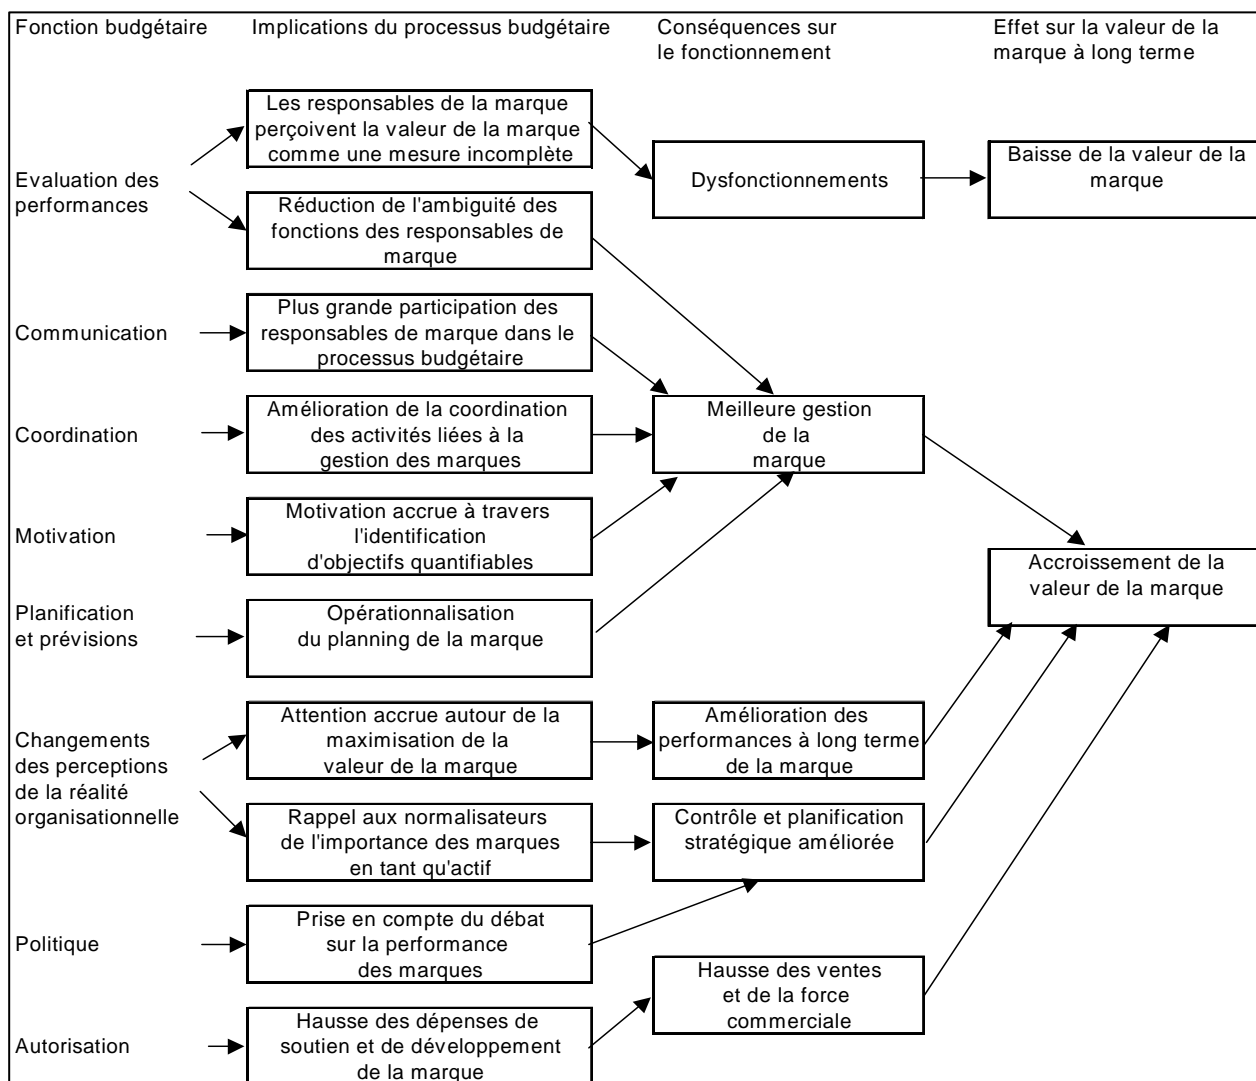 Fonction budgétaire
Implications du processus budgétaire
Conséquences sur
le fonctionnement
Effet sur la valeur de la
marque à long terme
Evaluation des
performances
Les responsables de la marque
perçoivent la valeur de la marque
comme une mesure incomplète
Dysfonctionnements
Baisse de la valeur de la
marque
Réduction de l'ambiguité des
fonctions des responsables de
marque
Communication
Plus grande participation des
responsables de marque dans le
processus budgétaire
Coordination
Amélioration de la coordination
des activités liées à la
gestion des marques
Meilleure gestion
de la
marque
Motivation
Motivation accrue à travers
l'identification
d'objectifs quantifiables
Accroissement de la
valeur de la marque
Planification
et prévisions
Opérationnalisation
du planning de la marque
Changements
des perceptions
de la réalité
organisationnelle
Attention accrue autour de la
maximisation de la
valeur de la marque
Amélioration des
performances à long terme
de la marque
Rappel aux normalisateurs
de l'importance des marques
en tant qu'actif
Contrôle et planification
stratégique améliorée
Politique
Prise en compte du débat
sur la performance
des marques
Hausse des ventes
et de la force
commerciale
Autorisation
Hausse des dépenses de
soutien et de développement
de la marque